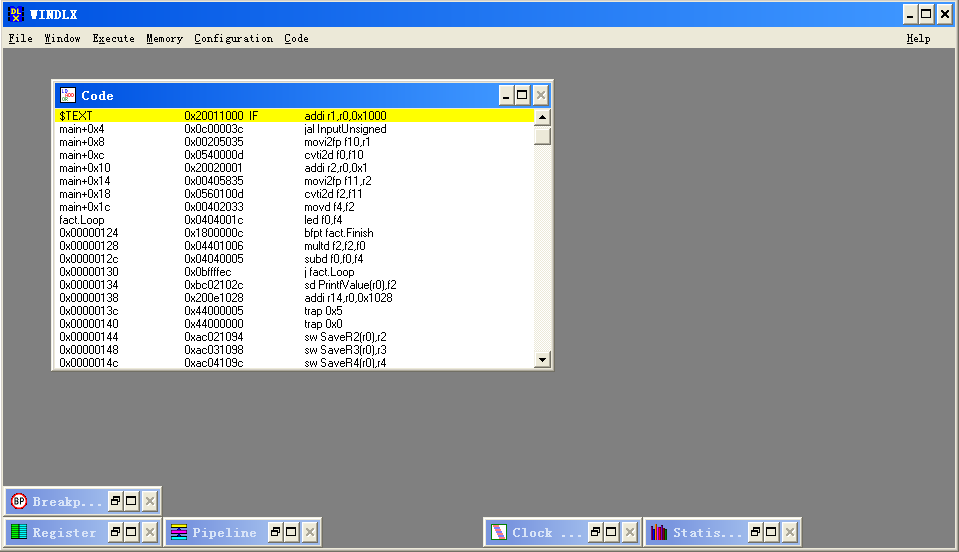 WINDLX
File Window Execute Memory Configuration Code Help
Code
$TEXT 0x20011000 IF addi r1,r0,0x1000
main+0x4 0x0c00003c jal InputUnsigned
main+0x8 0x00205035 movi2fp f10,r1
main+0xc 0x0540000d cvti2d f0,f10
main+0x10 0x20020001 addi r2,r0,0x1
main+0x14 0x00405835 movi2fp f11,r2
main+0x18 0x0560100d cvti2d f2,f11
main+0x1c 0x00402033 movd f4,f2
fact.Loop 0x0404001c led f0,f4
0x00000124 0x1800000c bfpt fact.Finish
0x00000128 0x04401006 multd f2,f2,f0
0x0000012c 0x04040005 subd f0,f0,f4
0x00000130 0x0bffffec j fact.Loop
0x00000134 0xbc02102c sd PrintfValue(r0),f2
0x00000138 0x200e1028 addi r14,r0,0x1028
0x0000013c 0x44000005 trap 0x5
0x00000140 0x44000000 trap 0x0
0x00000144 0xac021094 sw SaveR2(r0),r2
0x00000148 0xac031098 sw SaveR3(r0),r3
0x0000014c 0xac04109c sw SaveR4(r0),r4
BP Breakp...
Register Pipeline Clock ... Statis...